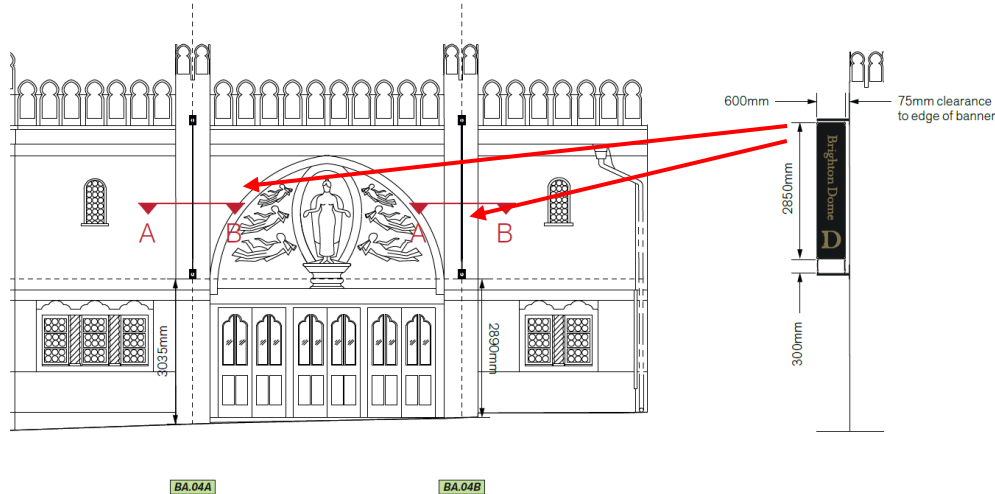 600mm
75mm clearance
to edge of banner
2850mm
Brighton Dome
D
300mm
A
B
A
B
3035mm
2890mm
BA.04A
BA.04B